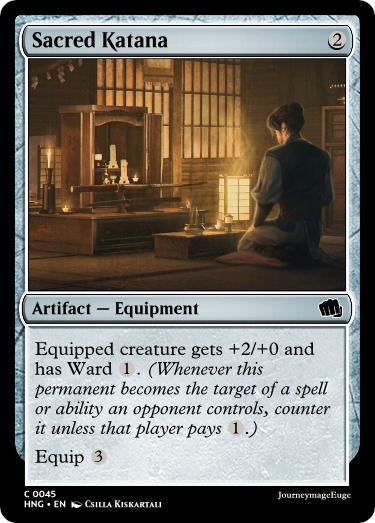 Sacred Katana 2
Artifact — Equipment
Equipped creature gets +2/+0 and
has Ward 1. (Whenever this
permanent becomes the target of a spell
or ability an opponent controls, counter
it unless that player pays 1.)
Equip 3
C 0045
HNG • EN Csilla Kiskartali
JourneymageEuge